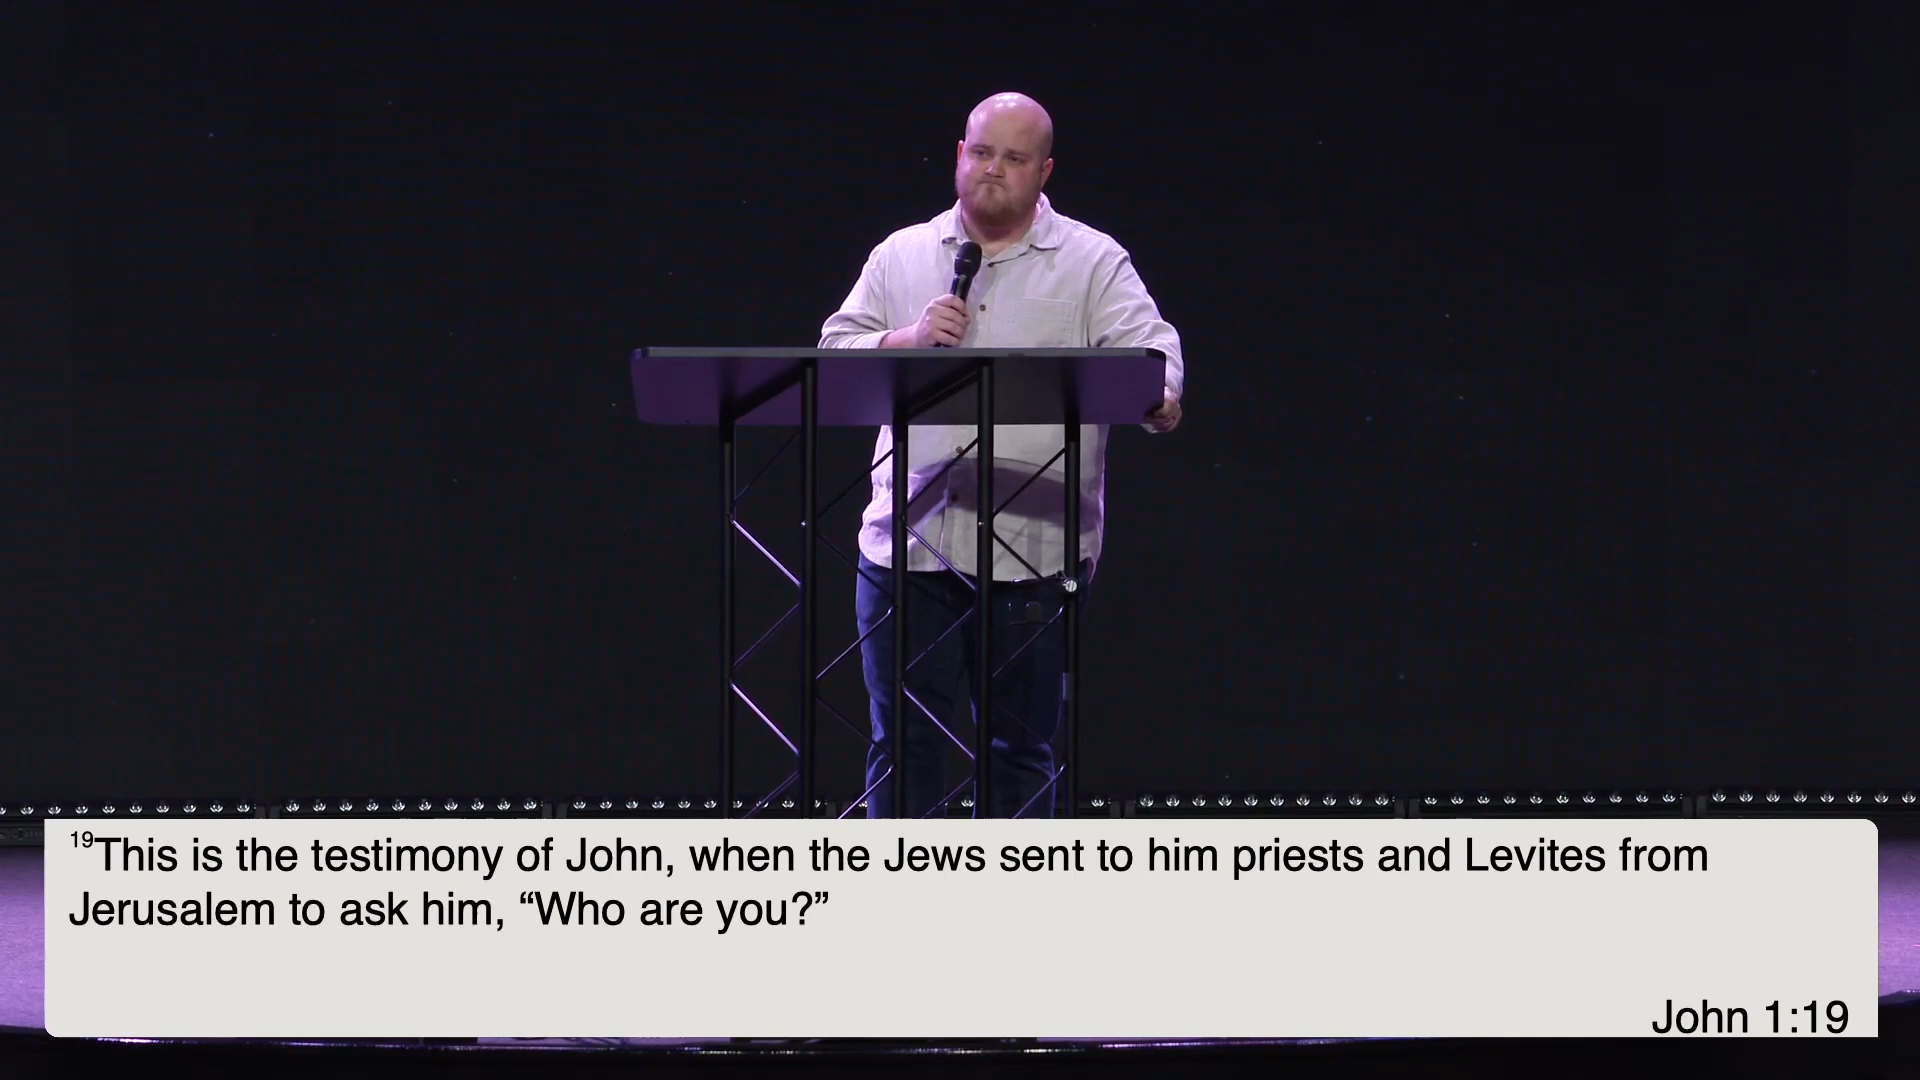 19This is the testimony of John, when the Jews sent to him priests and Levites from
Jerusalem to ask him, “Who are you?”
John 1:19